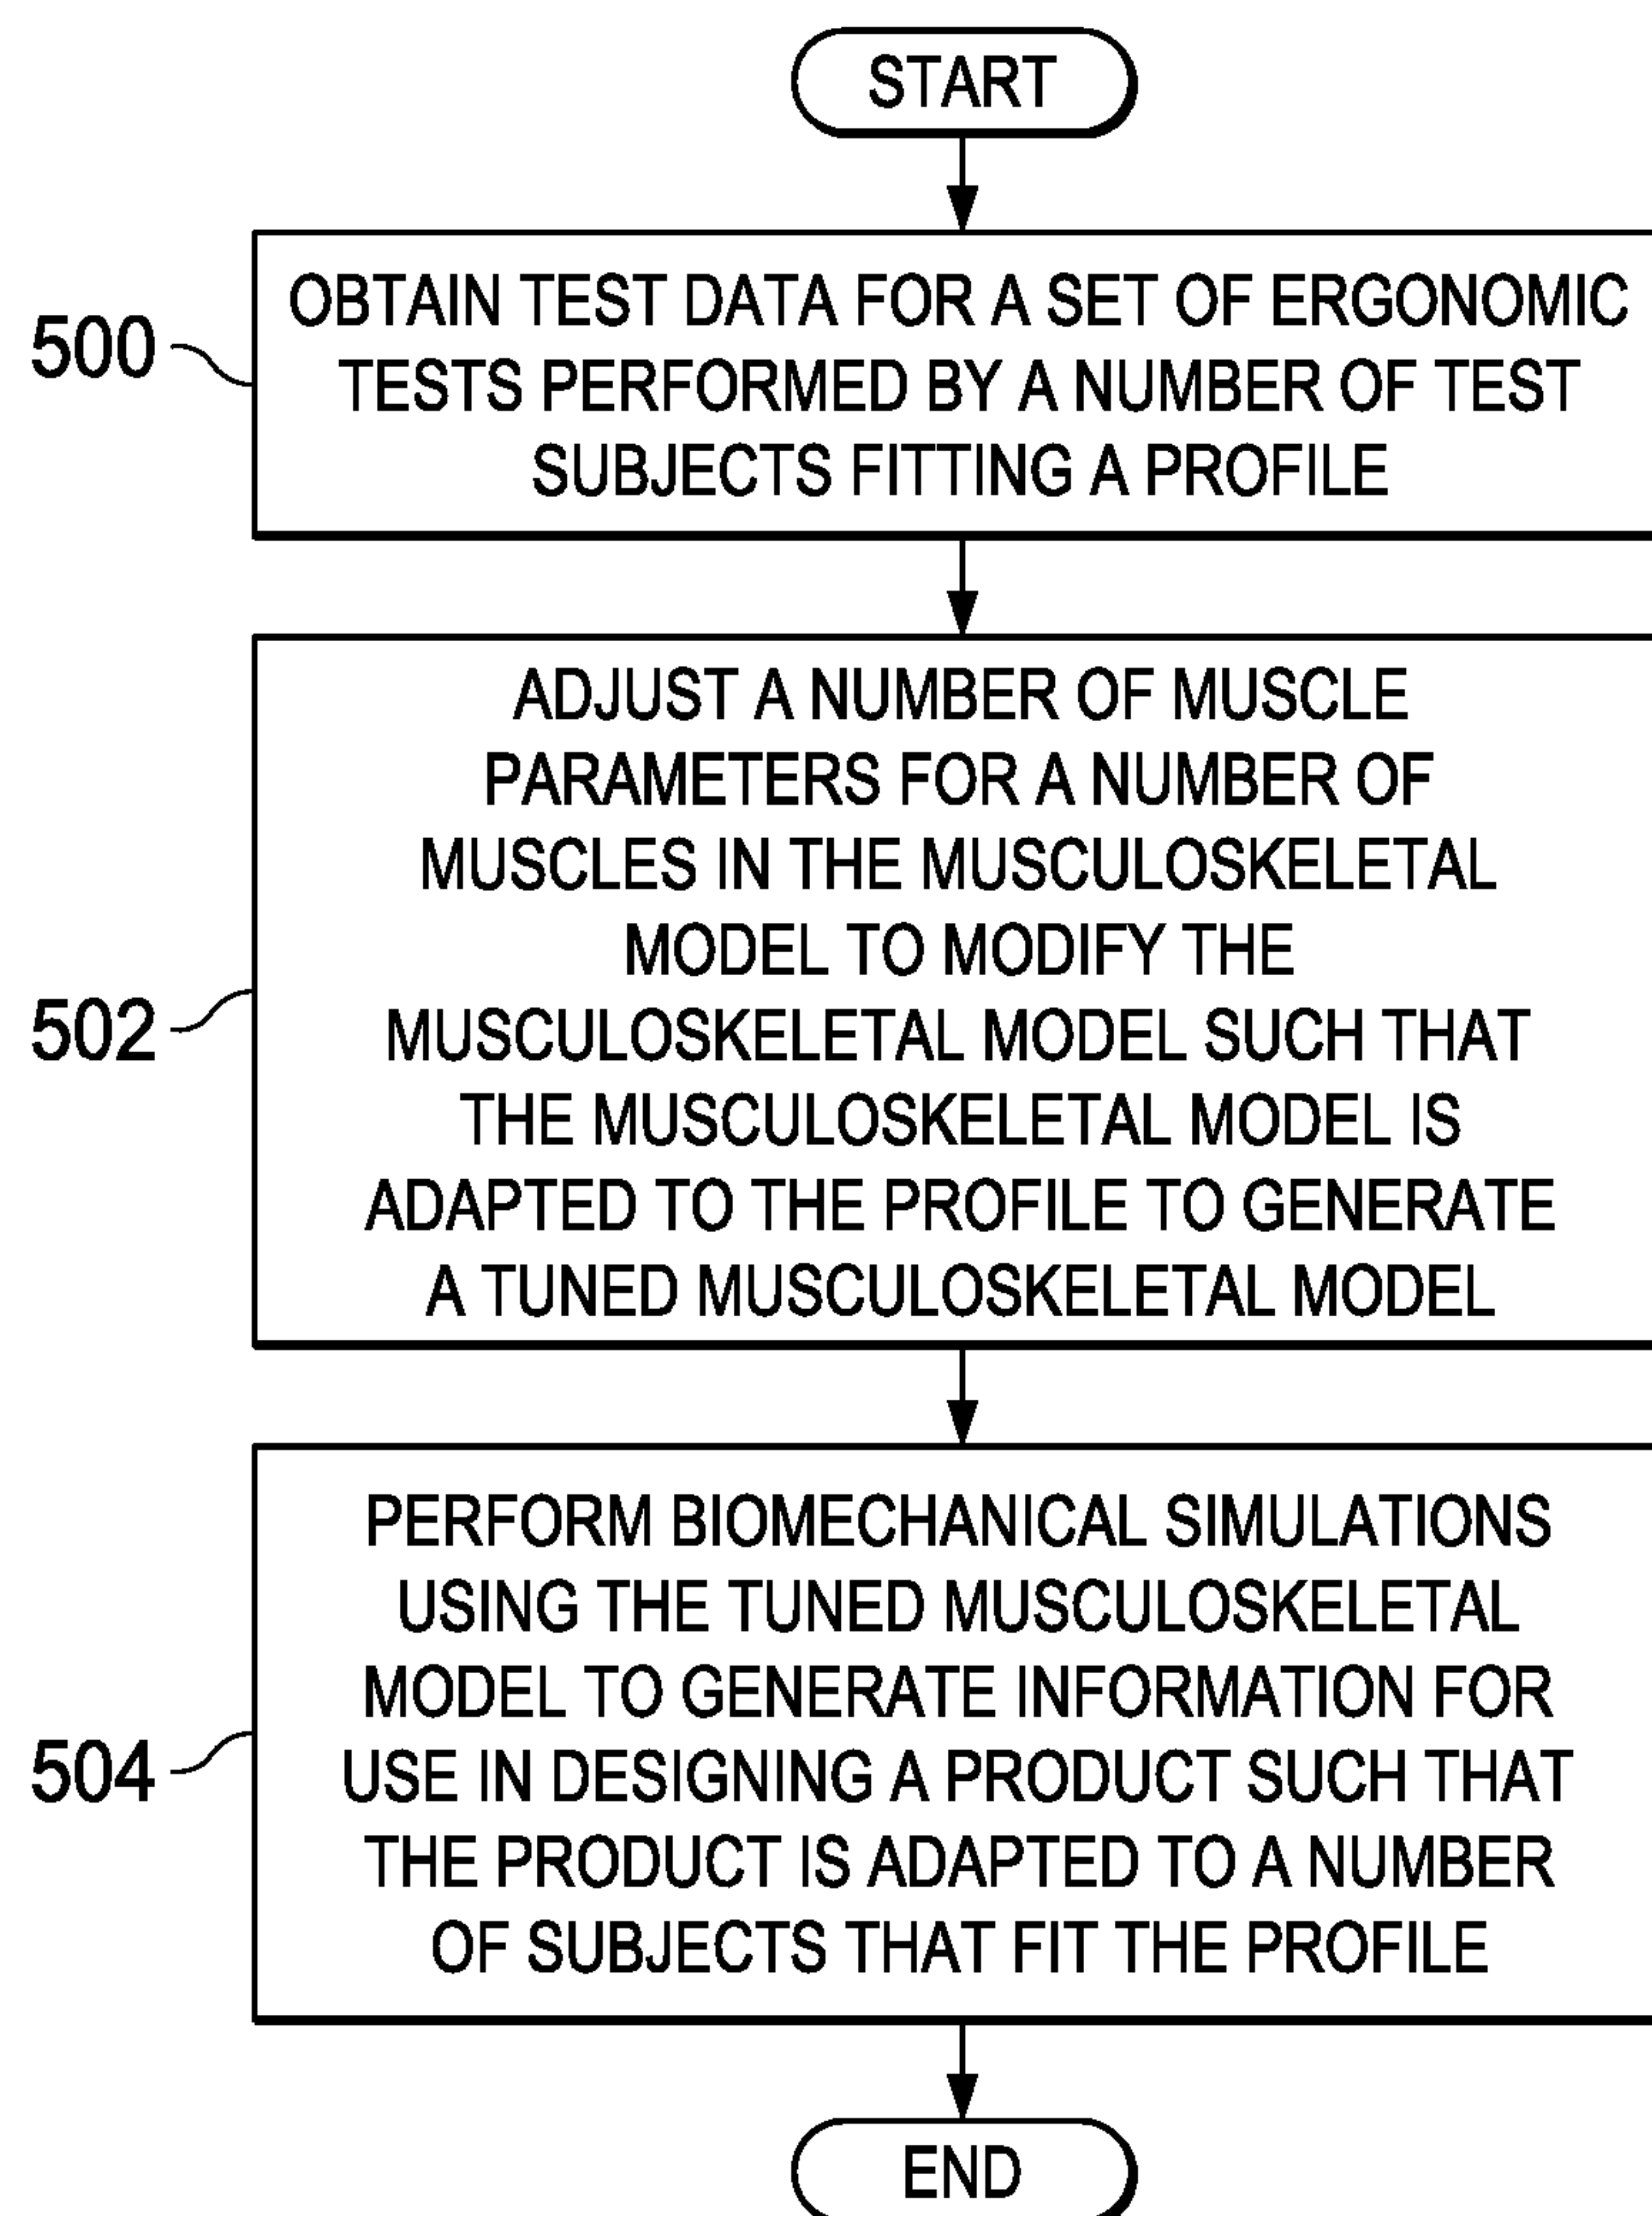 START
500
OBTAIN TEST DATA FOR A SET OF ERGONOMIC
TESTS PERFORMED BY A NUMBER OF TEST
SUBJECTS FITTING A PROFILE
502
ADJUST A NUMBER OF MUSCLE
PARAMETERS FOR A NUMBER OF
MUSCLES IN THE MUSCULOSKELETAL
MODEL TO MODIFY THE
MUSCULOSKELETAL MODEL SUCH THAT
THE MUSCULOSKELETAL MODEL IS
ADAPTED TO THE PROFILE TO GENERATE
A TUNED MUSCULOSKELETAL MODEL
504
PERFORM BIOMECHANICAL SIMULATIONS
USING THE TUNED MUSCULOSKELETAL
MODEL TO GENERATE INFORMATION FOR
USE IN DESIGNING A PRODUCT SUCH THAT
THE PRODUCT IS ADAPTED TO A NUMBER
OF SUBJECTS THAT FIT THE PROFILE
END